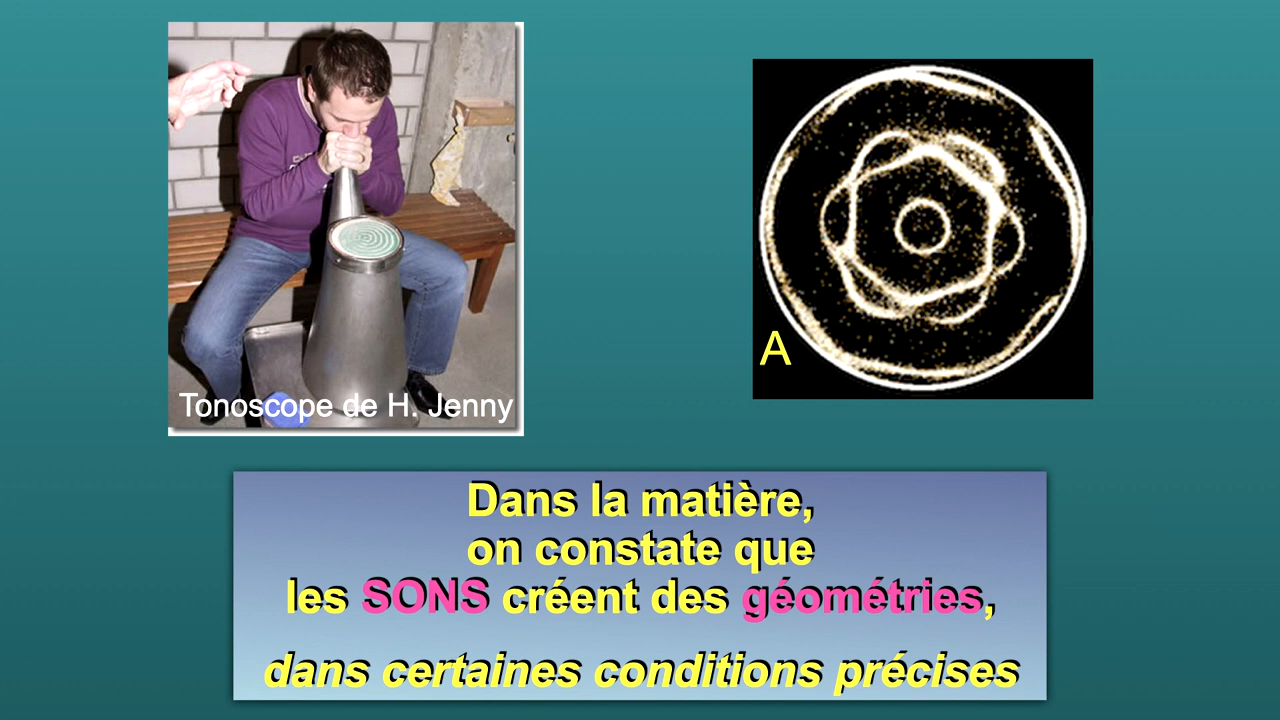 Tonoscope de H. Jenny
A
Dans la matière,
on constate que
les SONS créent des géométries,
dans certaines conditions précises